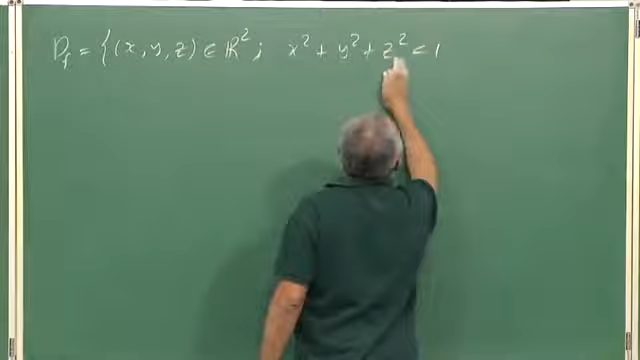 D_f = { (x, y, z) ∈ ℝ² ; x² + y² + z² < 1